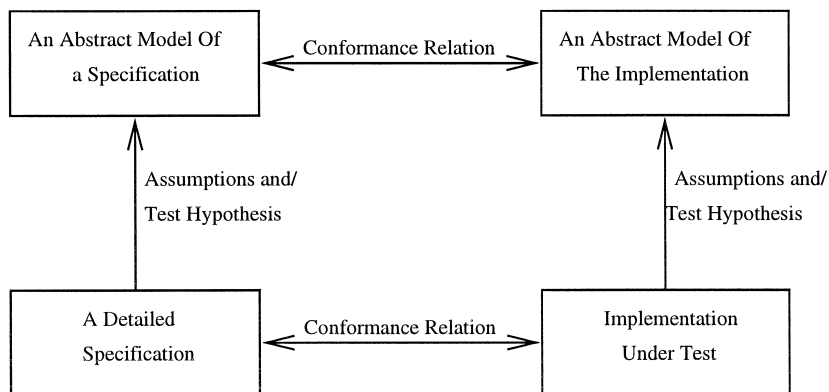 An Abstract Model Of
a Specification
Conformance Relation
An Abstract Model Of
The Implementation
Assumptions and/
Test Hypothesis
Assumptions and/
Test Hypothesis
A Detailed
Specification
Conformance Relation
Implementation
Under Test